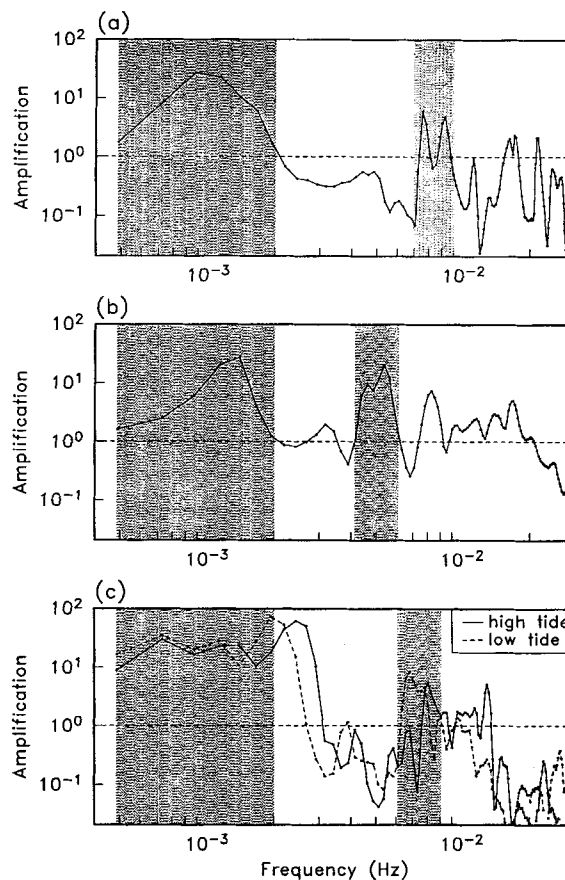 (a)
10²
10¹
10⁰
10⁻¹
Amplification
10⁻³ 10⁻²
(b)
10²
10¹
10⁰
10⁻¹
Amplification
10⁻³ 10⁻²
(c)
10²
10¹
10⁰
10⁻¹
Amplification
high tide
low tide
10⁻³ 10⁻²
Frequency (Hz)